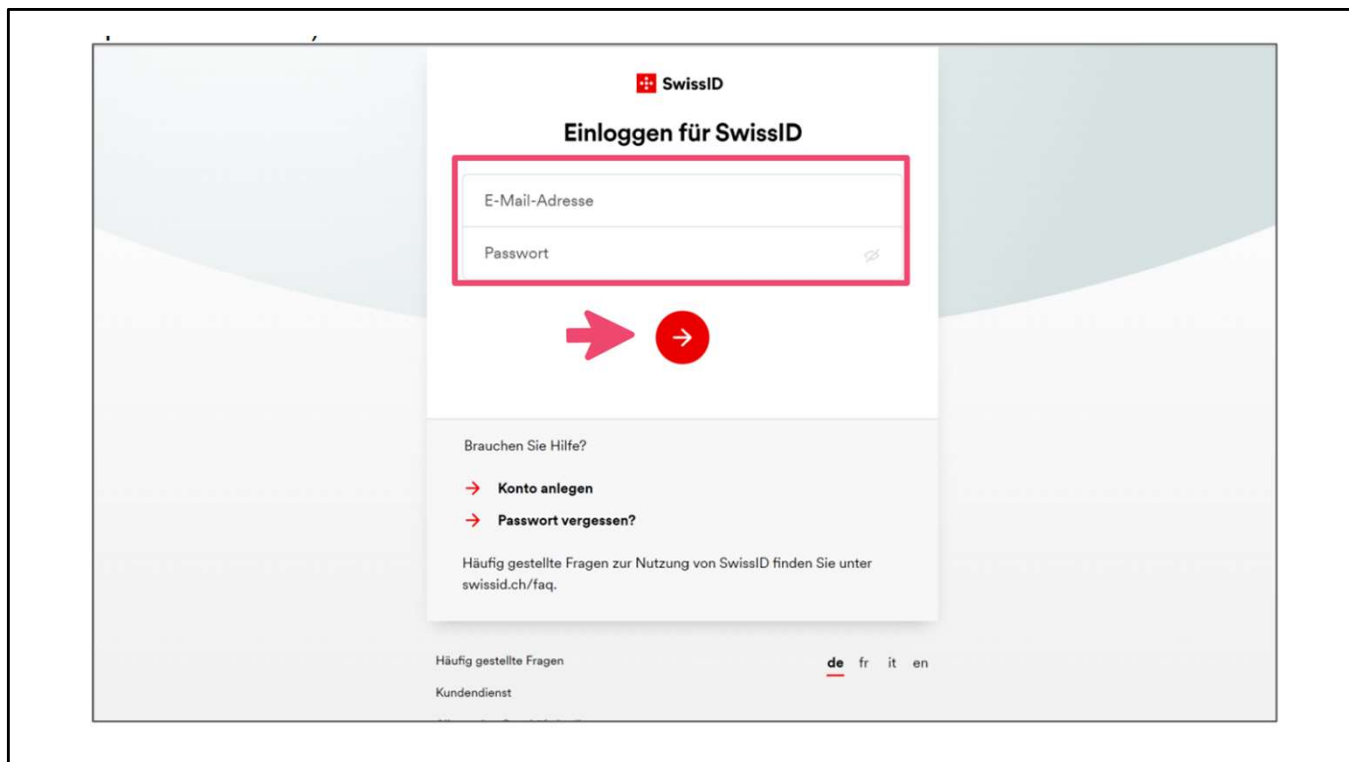 SwissID
Einloggen für SwissID
E-Mail-Adresse
Passwort
Brauchen Sie Hilfe?
Konto anlegen
Passwort vergessen?
Häufig gestellte Fragen zur Nutzung von SwissID finden Sie unter
swissid.ch/faq.
Häufig gestellte Fragen
de fr it en
Kundendienst